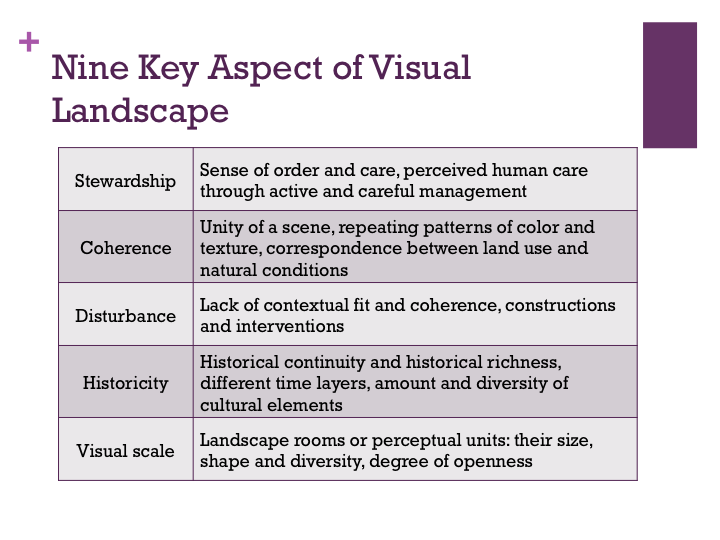 +
Nine Key Aspect of Visual
Landscape
Stewardship
Sense of order and care, perceived human care
through active and careful management
Coherence
Unity of a scene, repeating patterns of color and
texture, correspondence between land use and
natural conditions
Disturbance
Lack of contextual fit and coherence, constructions
and interventions
Historicity
Historical continuity and historical richness,
different time layers, amount and diversity of
cultural elements
Visual scale
Landscape rooms or perceptual units: their size,
shape and diversity, degree of openness